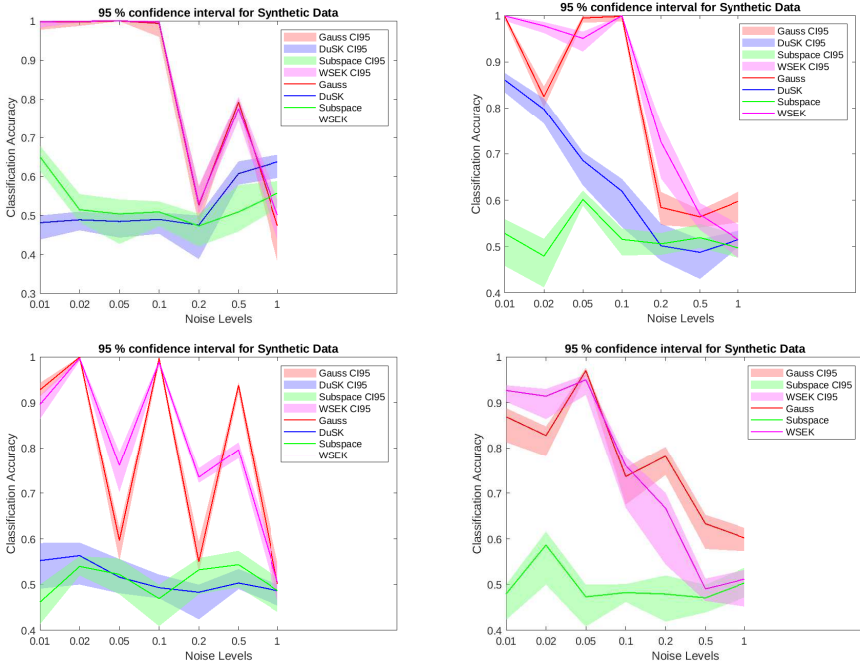 95 % confidence interval for Synthetic Data
1
0.9
0.8
0.7
0.6
0.5
0.4
0.3
Classification Accuracy
Gauss CI95
DuSK CI95
Subspace CI95
WSEK CI95
Gauss
DuSK
Subspace
WSEK
0.01 0.02 0.05 0.1 0.2 0.5 1
Noise Levels
95 % confidence interval for Synthetic Data
1
0.9
0.8
0.7
0.6
0.5
0.4
Classification Accuracy
Gauss CI95
DuSK CI95
Subspace CI95
WSEK CI95
Gauss
DuSK
Subspace
WSEK
0.01 0.02 0.05 0.1 0.2 0.5 1
Noise Levels
95 % confidence interval for Synthetic Data
1
0.9
0.8
0.7
0.6
0.5
0.4
Classification Accuracy
Gauss CI95
DuSK CI95
Subspace CI95
WSEK CI95
Gauss
DuSK
Subspace
WSEK
0.01 0.02 0.05 0.1 0.2 0.5 1
Noise Levels
95 % confidence interval for Synthetic Data
1
0.9
0.8
0.7
0.6
0.5
0.4
Classification Accuracy
Gauss CI95
Subspace CI95
WSEK CI95
Gauss
Subspace
WSEK
0.01 0.02 0.05 0.1 0.2 0.5 1
Noise Levels